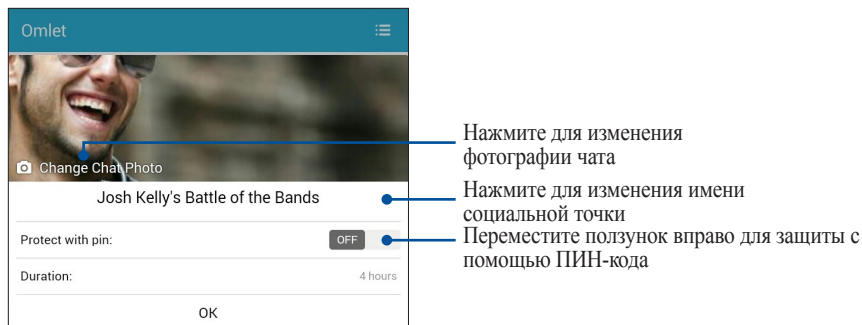 Omlet
Change Chat Photo
Josh Kelly's Battle of the Bands
Protect with pin:
OFF
Duration:
4 hours
OK
Нажмите для изменения
фотографии чата
Нажмите для изменения имени
социальной точки
Переместите ползунок вправо для защиты с
помощью ПИН-кода